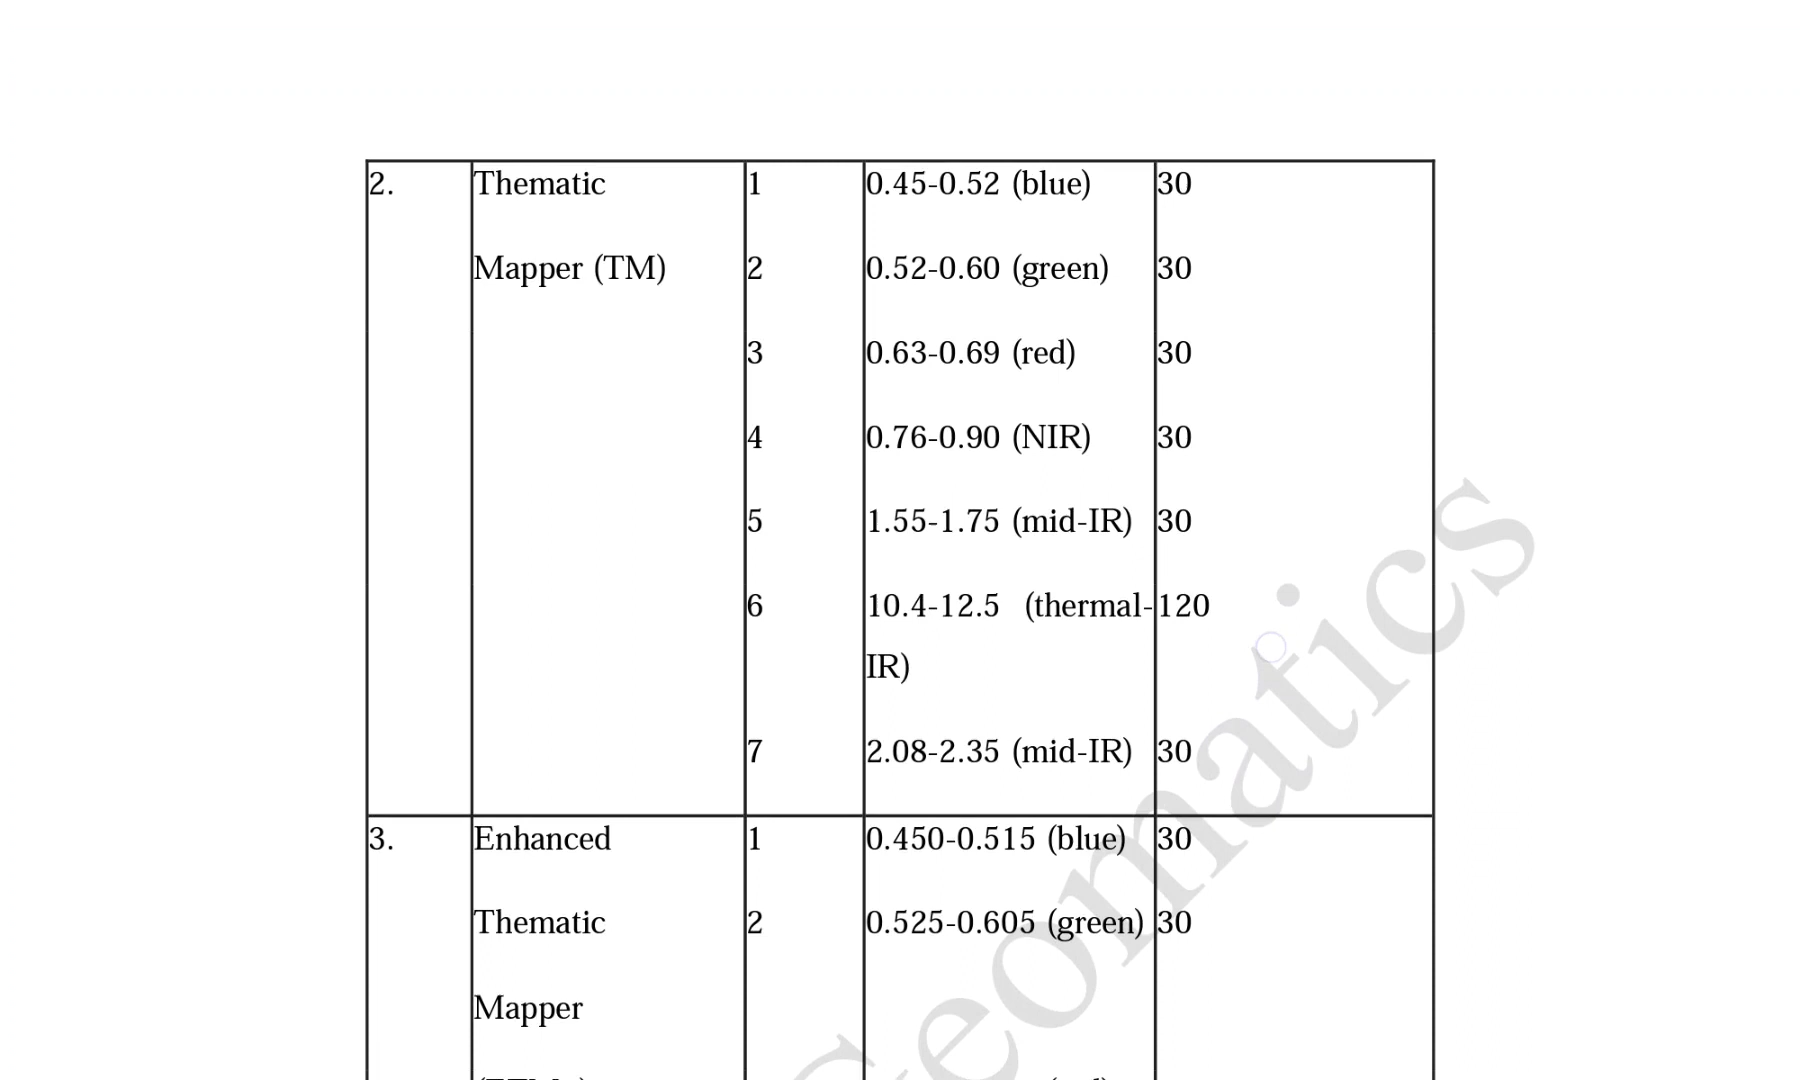 2. Thematic 1 0.45-0.52 (blue) 30
Mapper (TM) 2 0.52-0.60 (green) 30
3 0.63-0.69 (red) 30
4 0.76-0.90 (NIR) 30
5 1.55-1.75 (mid-IR) 30
6 10.4-12.5 (thermal- 120
IR)
7 2.08-2.35 (mid-IR) 30
3. Enhanced 1 0.450-0.515 (blue) 30
Thematic 2 0.525-0.605 (green) 30
Mapper
Geomatics